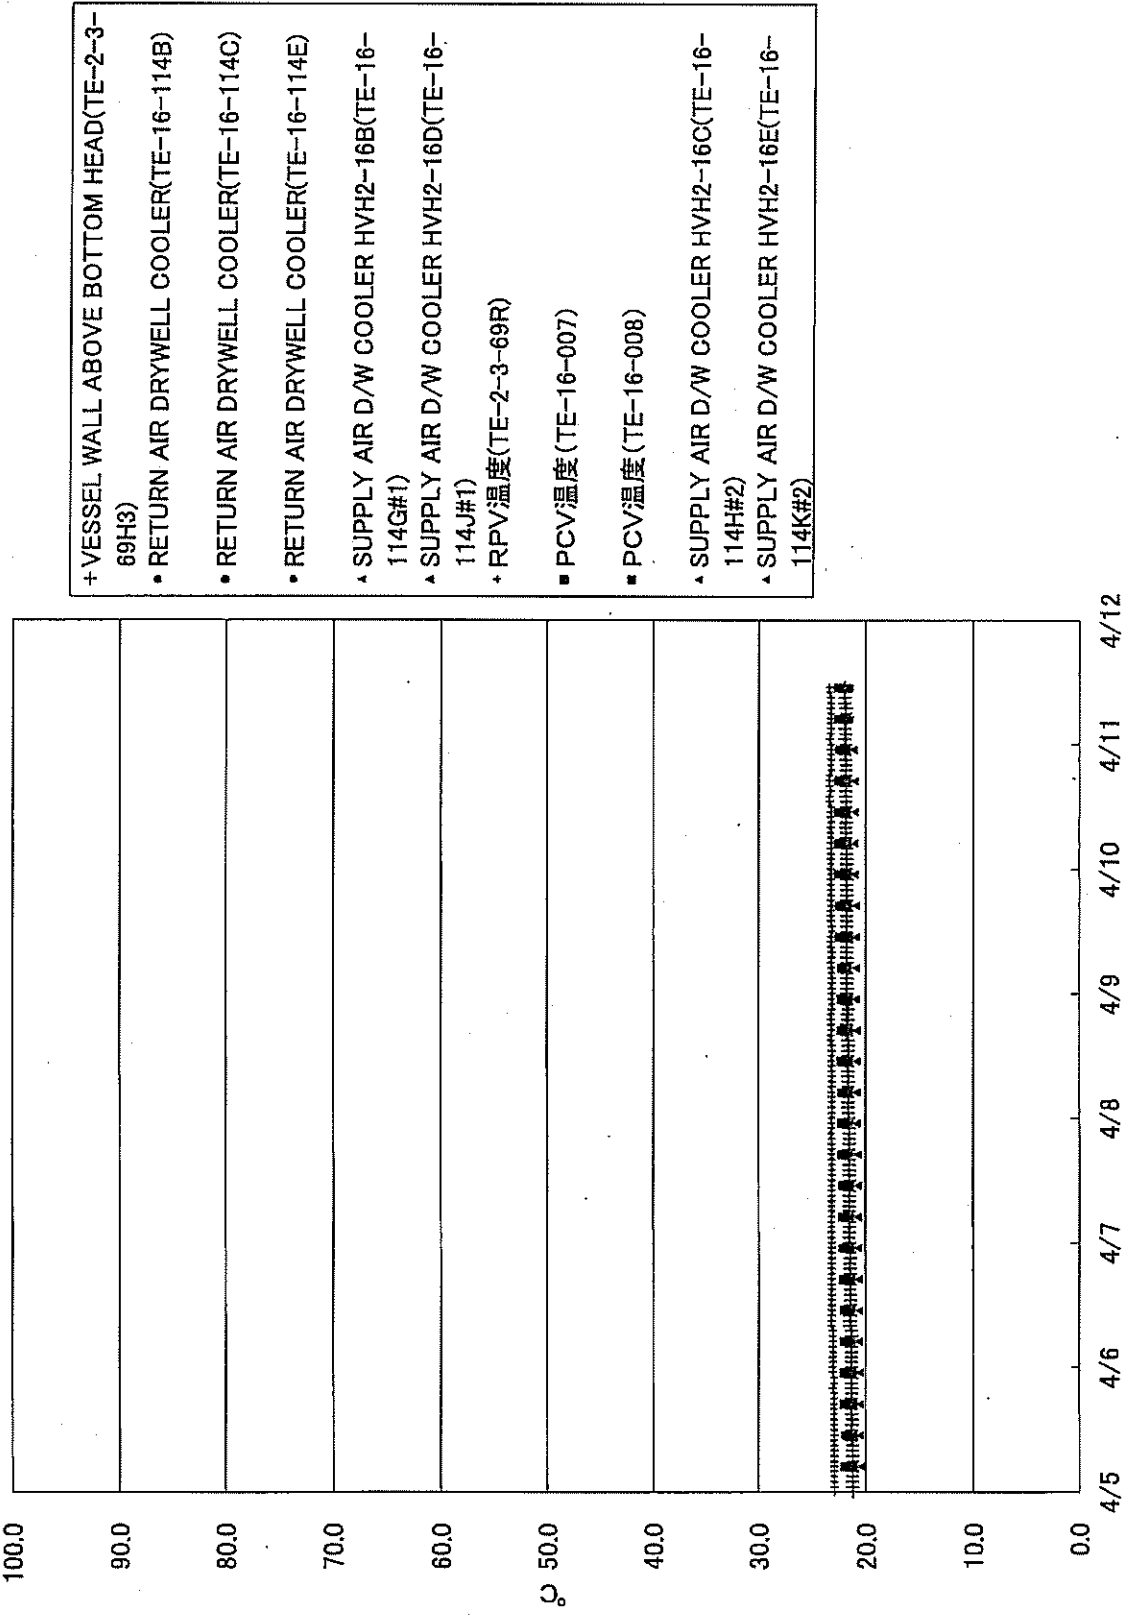 100.0
90.0
80.0
70.0
60.0
50.0
40.0
30.0
20.0
10.0
0.0
℃
4/5
4/6
4/7
4/8
4/9
4/10
4/11
4/12
+ VESSEL WALL ABOVE BOTTOM HEAD(TE-2-3-
69H3)
• RETURN AIR DRYWELL COOLER(TE-16-114B)
• RETURN AIR DRYWELL COOLER(TE-16-114C)
• RETURN AIR DRYWELL COOLER(TE-16-114E)
▲ SUPPLY AIR D/W COOLER HVH2-16B(TE-16-
114G#1)
▲ SUPPLY AIR D/W COOLER HVH2-16D(TE-16-
114J#1)
+ RPV温度(TE-2-3-69R)
■ PCV温度(TE-16-007)
■ PCV温度(TE-16-008)
▲ SUPPLY AIR D/W COOLER HVH2-16C(TE-16-
114H#2)
▲ SUPPLY AIR D/W COOLER HVH2-16E(TE-16-
114K#2)